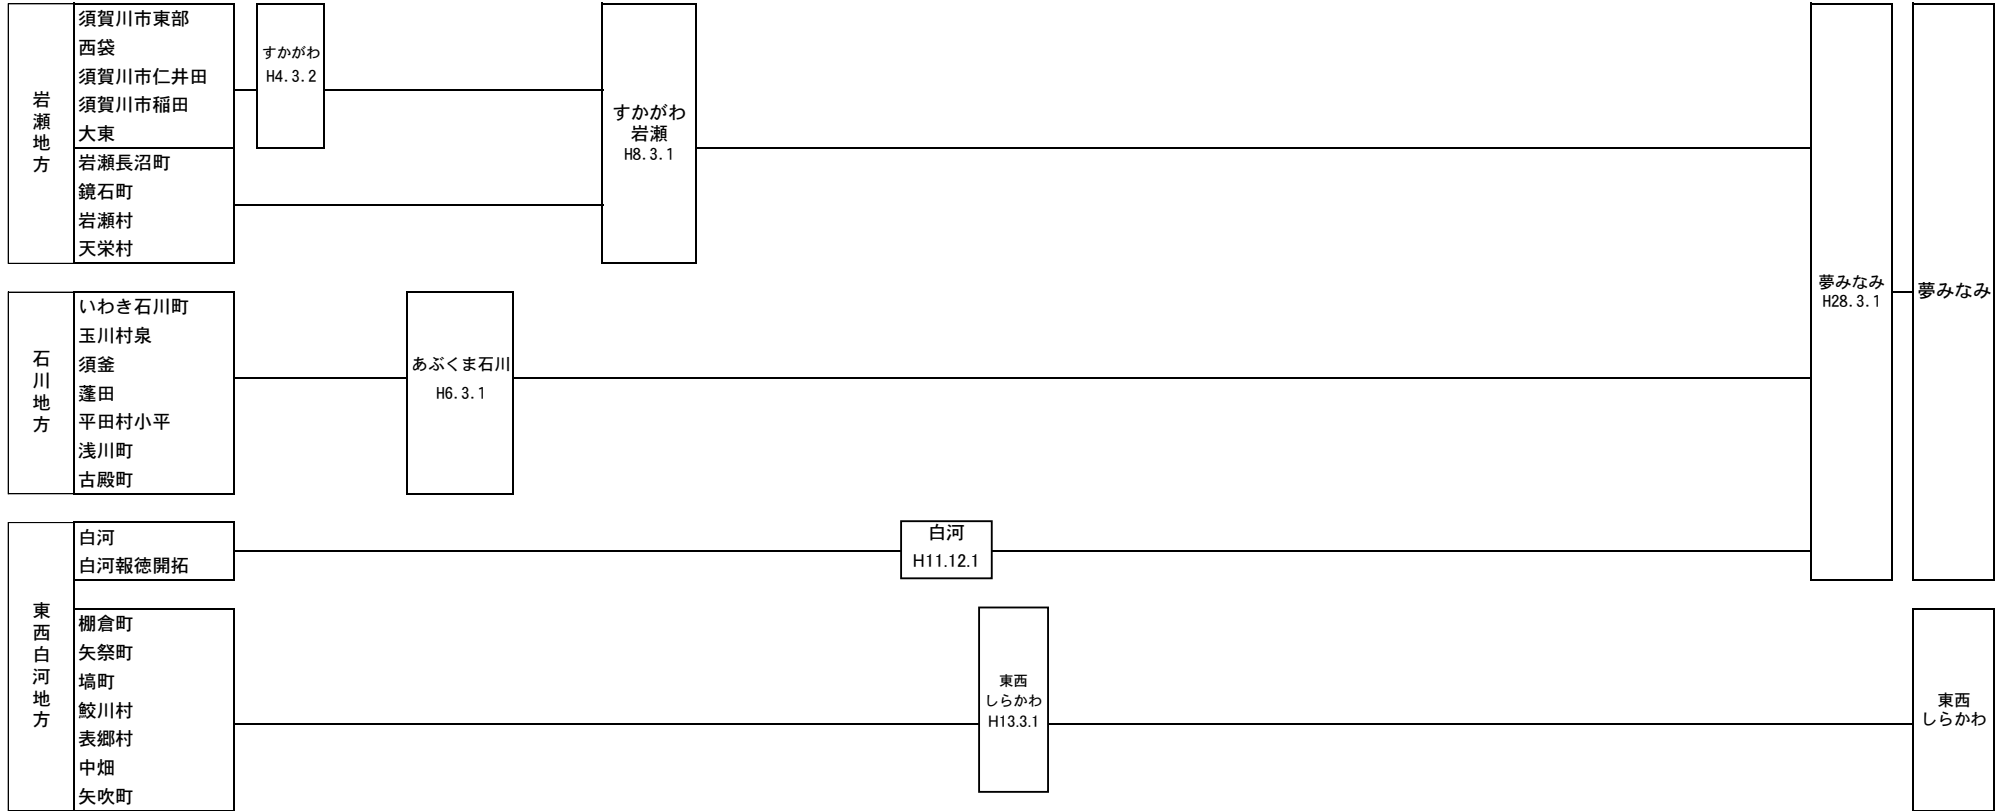 岩瀬地方
須賀川市東部
西袋
須賀川市仁井田
須賀川市稲田
大東
岩瀬長沼町
鏡石町
岩瀬村
天栄村
すかがわ
H4.3.2
すかがわ
岩瀬
H8.3.1
石川地方
いわき石川町
玉川村泉
須釜
蓬田
平田村小平
浅川町
古殿町
あぶくま石川
H6.3.1
夢みなみ
H28.3.1
夢みなみ
東西白河地方
白河
白河報徳開拓
白河
H11.12.1
棚倉町
矢祭町
塙町
鮫川村
表郷村
中畑
矢吹町
東西
しらかわ
H13.3.1
東西
しらかわ